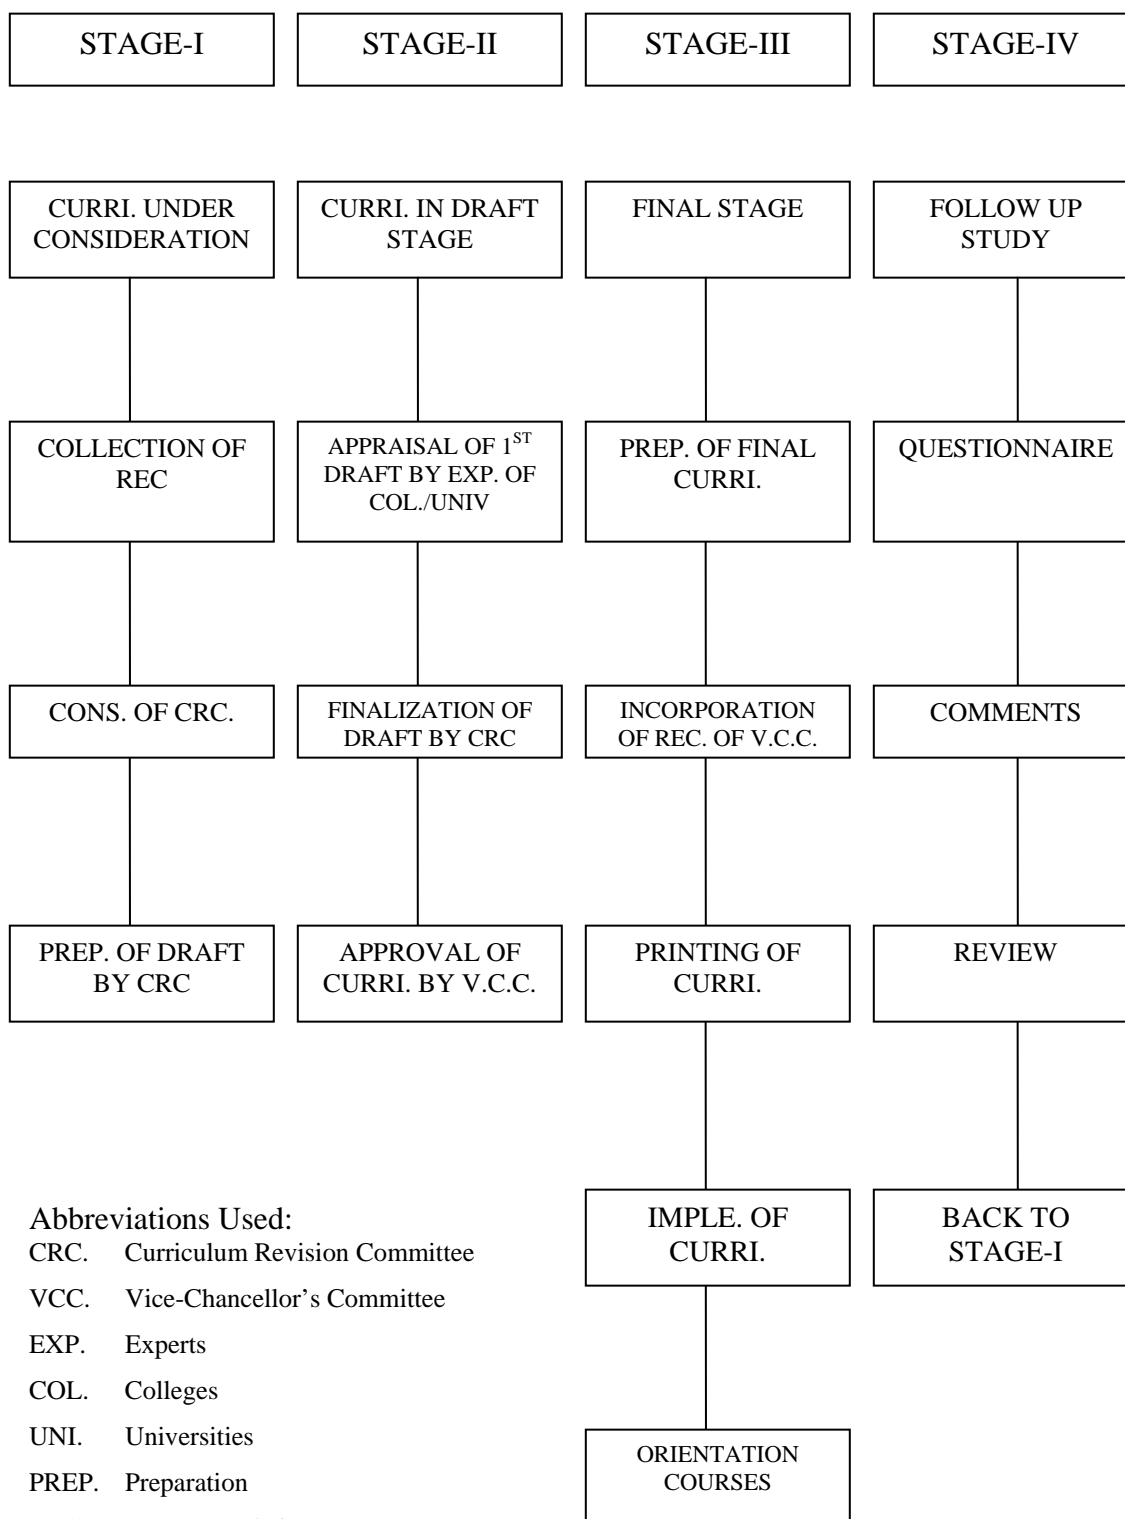 STAGE-I
STAGE-II
STAGE-III
STAGE-IV
CURRI. UNDER
CONSIDERATION
CURRI. IN DRAFT
STAGE
FINAL STAGE
FOLLOW UP
STUDY
COLLECTION OF
REC
APPRAISAL OF 1ST
DRAFT BY EXP. OF
COL./UNIV
PREP. OF FINAL
CURRI.
QUESTIONNAIRE
CONS. OF CRC.
FINALIZATION OF
DRAFT BY CRC
INCORPORATION
OF REC. OF V.C.C.
COMMENTS
PREP. OF DRAFT
BY CRC
APPROVAL OF
CURRI. BY V.C.C.
PRINTING OF
CURRI.
REVIEW
IMPLE. OF
CURRI.
BACK TO
STAGE-I
ORIENTATION
COURSES
Abbreviations Used:
CRC. Curriculum Revision Committee
VCC. Vice-Chancellor’s Committee
EXP. Experts
COL. Colleges
UNI. Universities
PREP. Preparation